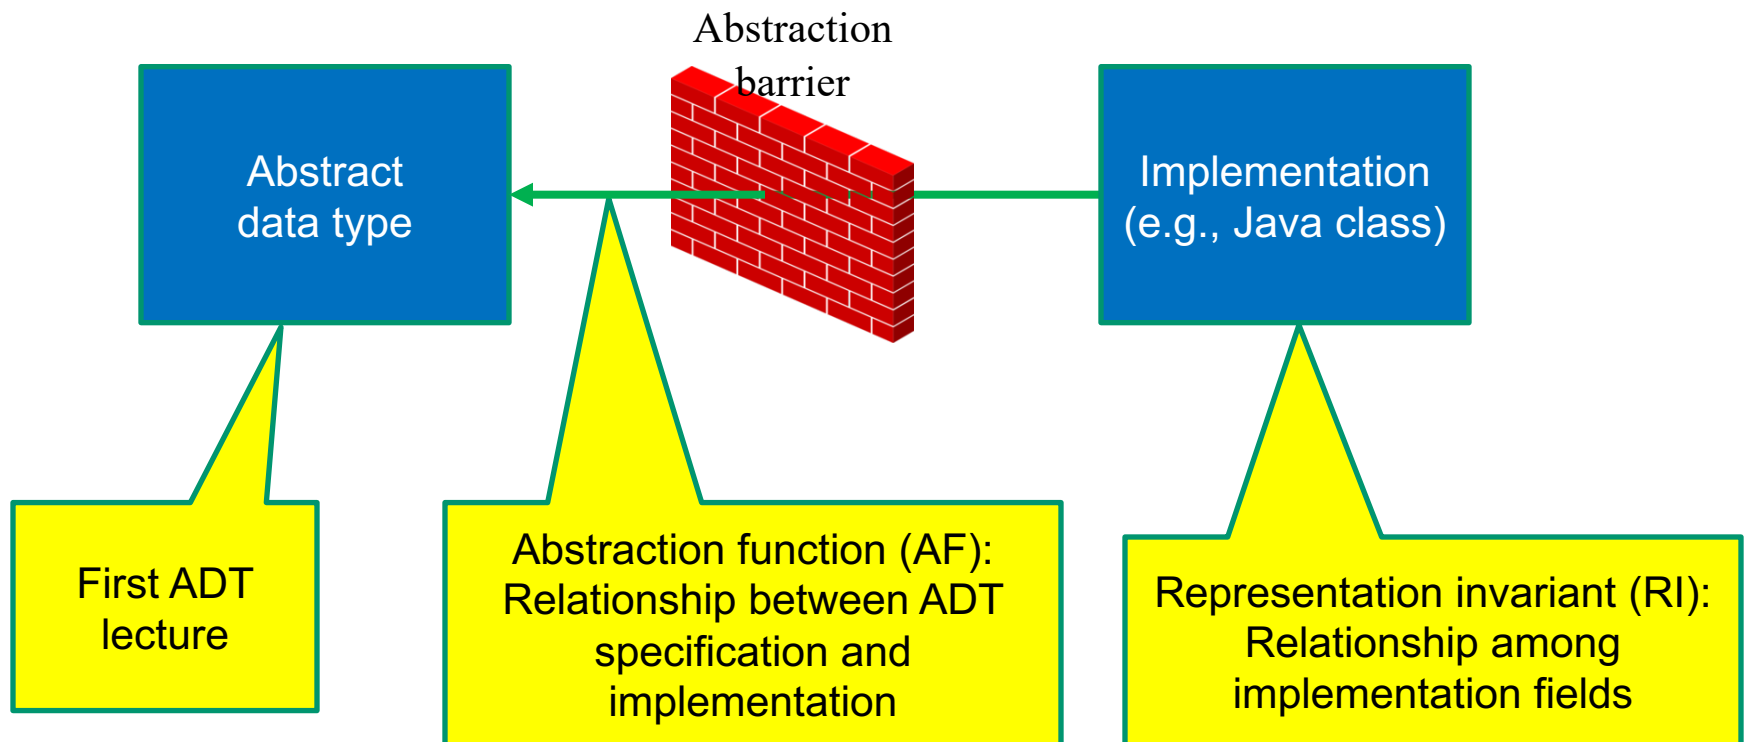 Abstraction
barrier
Abstract
data type
Implementation
(e.g., Java class)
First ADT
lecture
Abstraction function (AF):
Relationship between ADT
specification and
implementation
Representation invariant (RI):
Relationship among
implementation fields